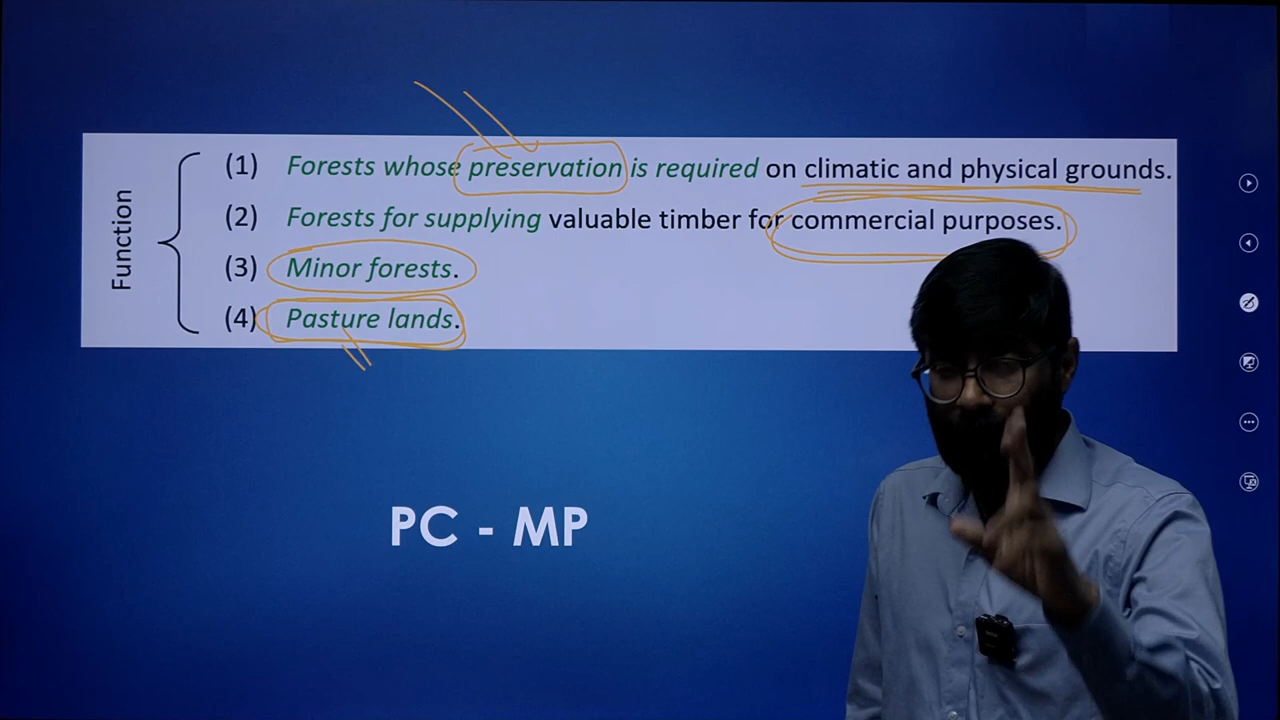 Function
(1) Forests whose preservation is required on climatic and physical grounds.
(2) Forests for supplying valuable timber for commercial purposes.
(3) Minor forests.
(4) Pasture lands.
PC - MP